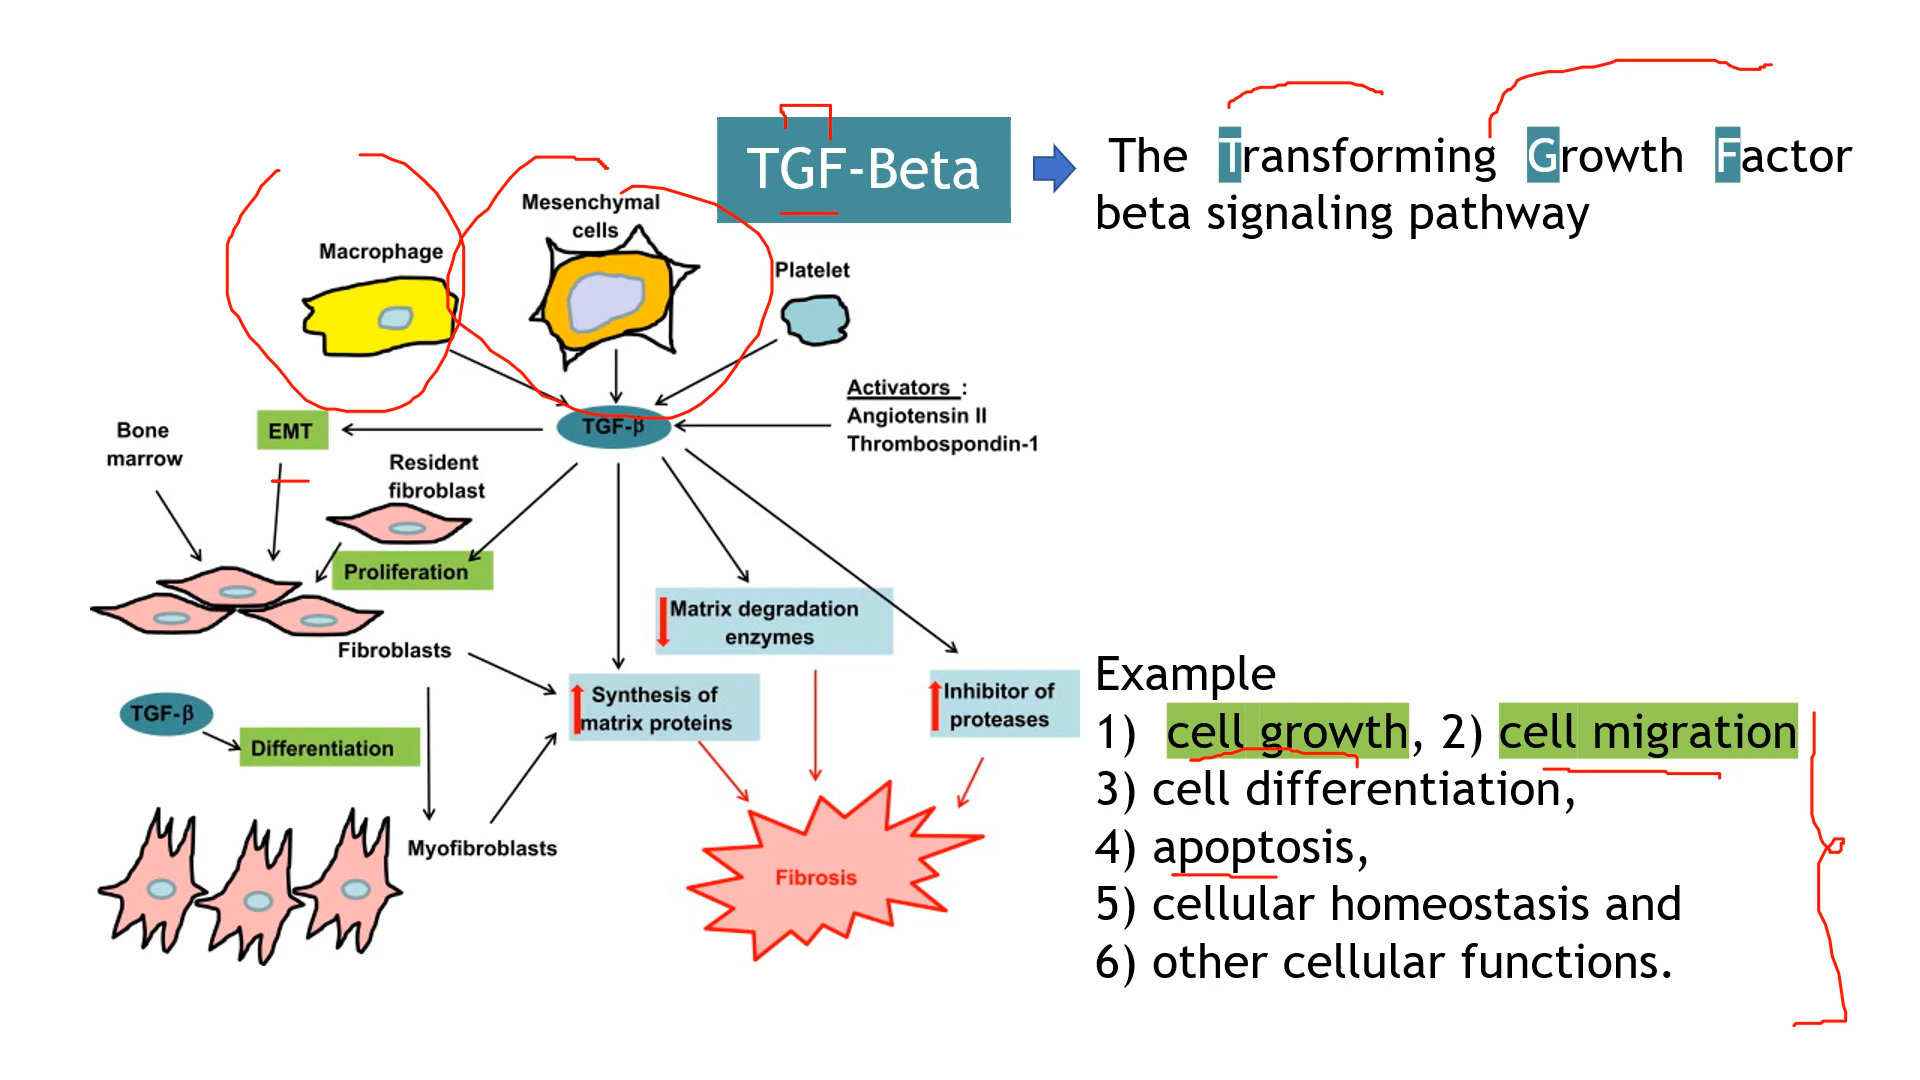 TGF-Beta
The Transforming Growth Factor
beta signaling pathway
Mesenchymal
cells
Macrophage
Platelet
Activators :
Angiotensin II
Thrombospondin-1
TGF-β
EMT
Bone
marrow
Resident
fibroblast
Proliferation
Matrix degradation
enzymes
Fibroblasts
Synthesis of
matrix proteins
Inhibitor of
proteases
TGF-β
Differentiation
Myofibroblasts
Fibrosis
Example
1) cell growth, 2) cell migration
3) cell differentiation,
4) apoptosis,
5) cellular homeostasis and
6) other cellular functions.